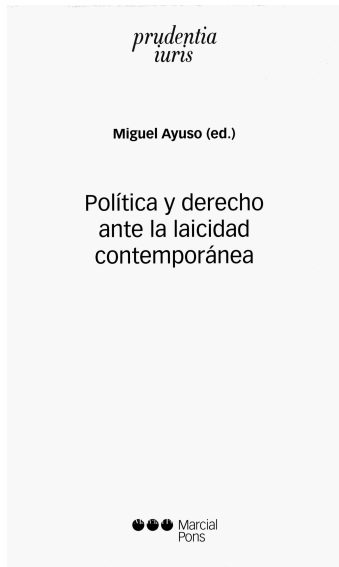 prudentia
iuris
Miguel Ayuso (ed.)
Política y derecho
ante la laicidad
contemporánea
Marcial
Pons